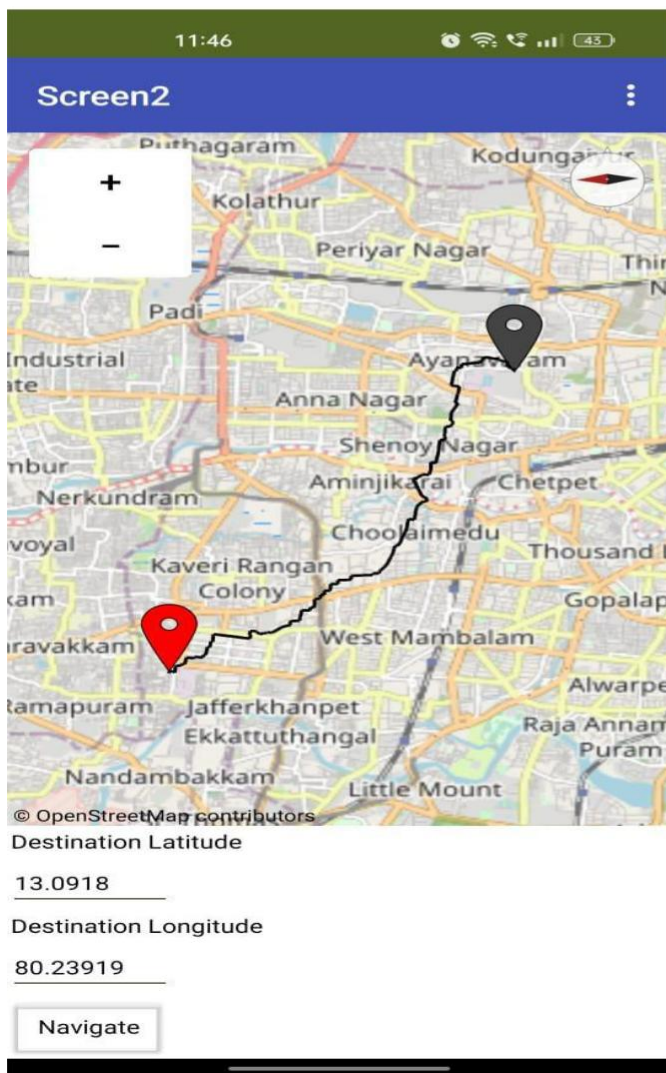 11:46
43
Screen2
Puthagaram
Kodungaiyur
+
Kolathur
−
Periyar Nagar
Padi
Industrial
Ayanavaram
Anna Nagar
Shenoy Nagar
Aminjikarai
Chetpet
Nerkundram
Choolaimedu
Thousand
Kaveri Rangan
Colony
West Mambalam
Jafferkhanpet
Ekkattuthangal
Raja Annam
Puram
Nandambakkam
Little Mount
© OpenStreetMap contributors
Destination Latitude
13.0918
Destination Longitude
80.23919
Navigate